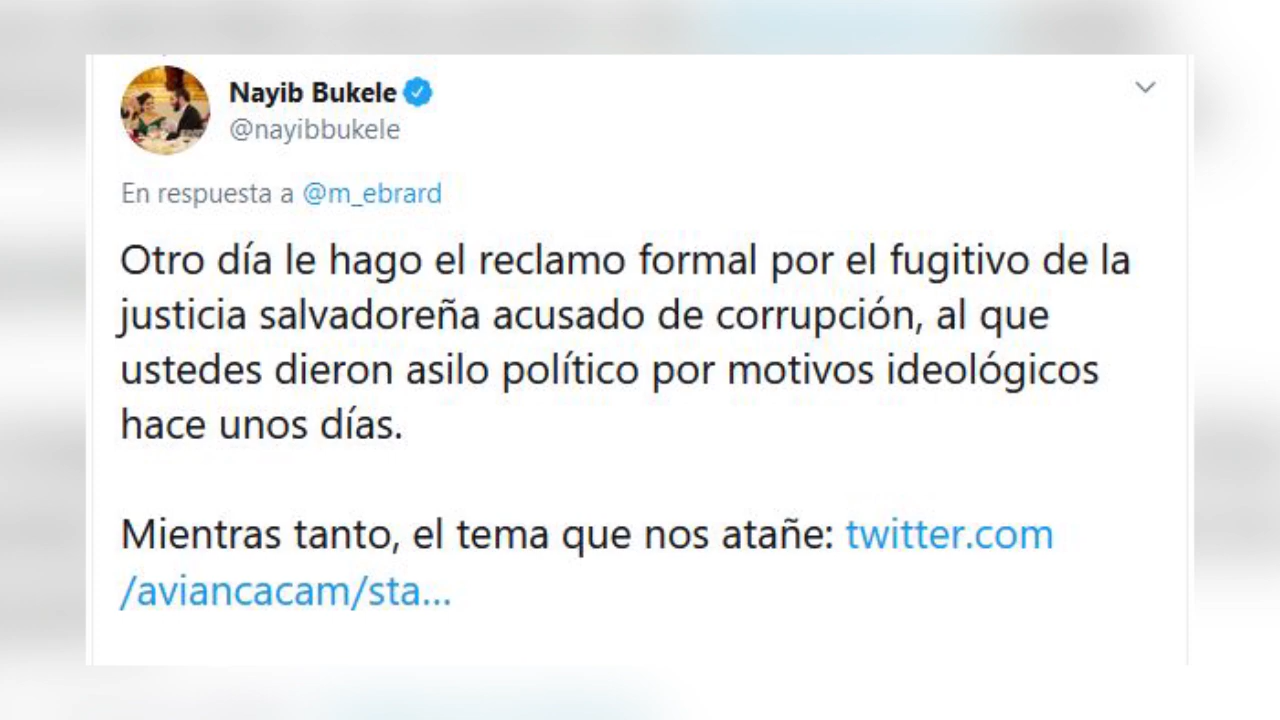 Nayib Bukele
@nayibbukele
En respuesta a @m_ebrard
Otro día le hago el reclamo formal por el fugitivo de la
justicia salvadoreña acusado de corrupción, al que
ustedes dieron asilo político por motivos ideológicos
hace unos días.
Mientras tanto, el tema que nos atañe: twitter.com
/aviancacam/sta...